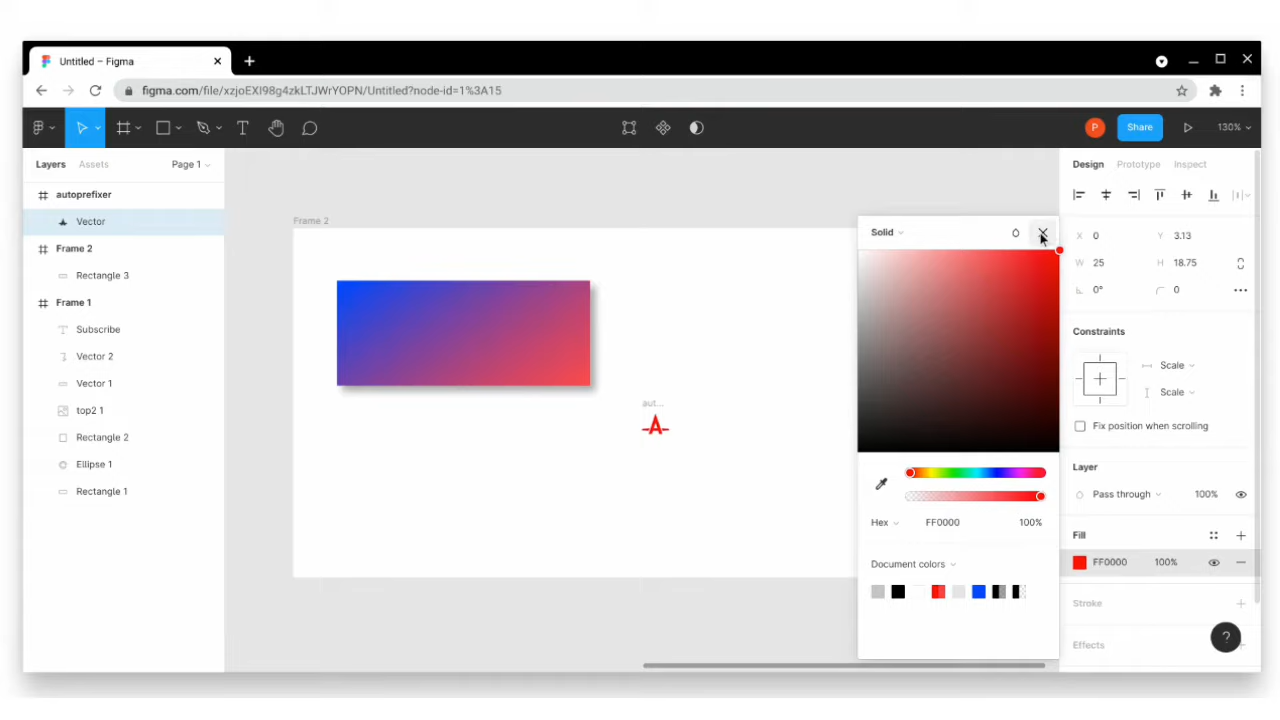 Untitled – Figma
figma.com/file/xzjoEXI98g4zkLTJWrYOPN/Untitled?node-id=1%3A15
P
Share
130%
Layers
Assets
Page 1
autoprefixer
Vector
Frame 2
Rectangle 3
Frame 1
Subscribe
Vector 2
Vector 1
top2 1
Rectangle 2
Ellipse 1
Rectangle 1
Frame 2
aut...
A
Solid
Hex
FF0000
100%
Document colors
Design
Prototype
Inspect
X 0
Y 3.13
W 25
H 18.75
0°
0
Constraints
Scale
Scale
Fix position when scrolling
Layer
Pass through
100%
Fill
FF0000
100%
Stroke
Effects
?